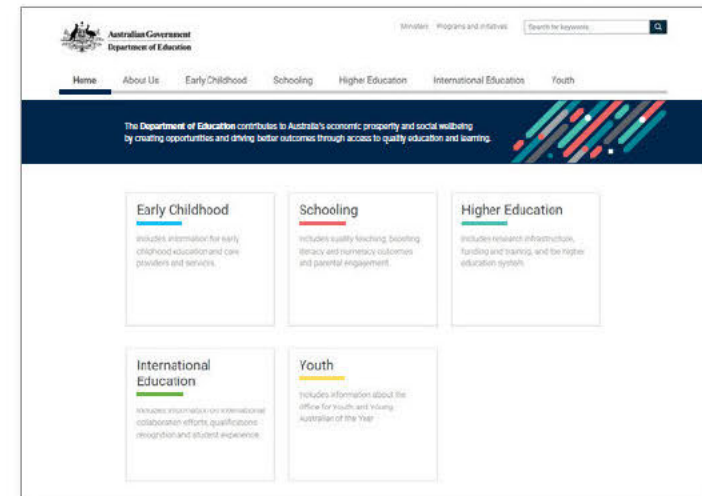 Australian Government
Department of Education
Ministers Programs and initiatives Search for keywords
Home About Us Early Childhood Schooling Higher Education International Education Youth
The Department of Education contributes to Australia's economic prosperity and social wellbeing
by creating opportunities and driving better outcomes through access to quality education and learning.
Early Childhood
Includes information for early
childhood education and care
providers and services.
Schooling
Includes quality teaching, boosting
literacy and numeracy outcomes
and parental engagement.
Higher Education
Includes research infrastructure,
funding and training, and the higher
education system.
International
Education
Includes information on international
collaboration efforts, qualifications
recognition and student experience.
Youth
Includes information about the
Office for Youth and Young
Australian of the Year